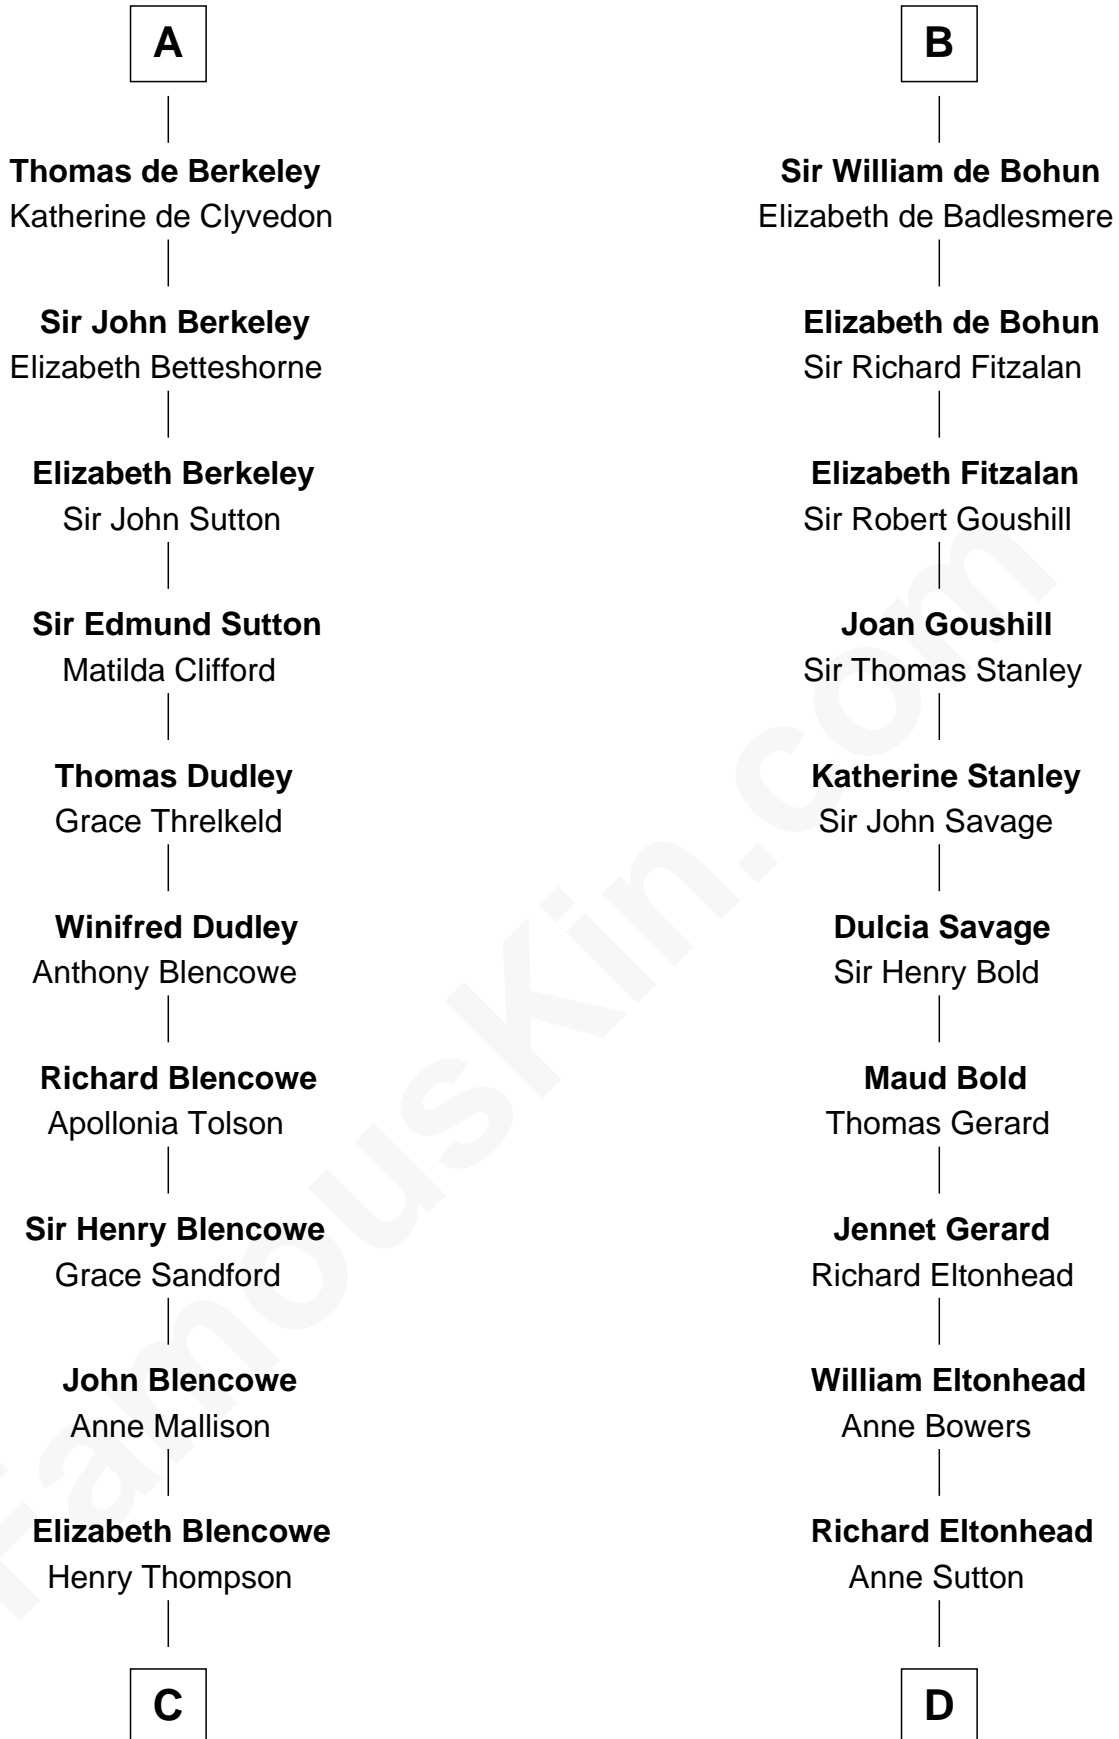 A
Thomas de Berkeley
Katherine de Clyvedon
Sir John Berkeley
Elizabeth Betteshorne
Elizabeth Berkeley
Sir John Sutton
Sir Edmund Sutton
Matilda Clifford
Thomas Dudley
Grace Threlkeld
Winifred Dudley
Anthony Blencowe
Richard Blencowe
Apollonia Tolson
Sir Henry Blencowe
Grace Sandford
John Blencowe
Anne Mallison
Elizabeth Blencowe
Henry Thompson
C
B
Sir William de Bohun
Elizabeth de Badlesmere
Elizabeth de Bohun
Sir Richard Fitzalan
Elizabeth Fitzalan
Sir Robert Goushill
Joan Goushill
Sir Thomas Stanley
Katherine Stanley
Sir John Savage
Dulcia Savage
Sir Henry Bold
Maud Bold
Thomas Gerard
Jennet Gerard
Richard Eltonhead
William Eltonhead
Anne Bowers
Richard Eltonhead
Anne Sutton
D
FamousKin.com